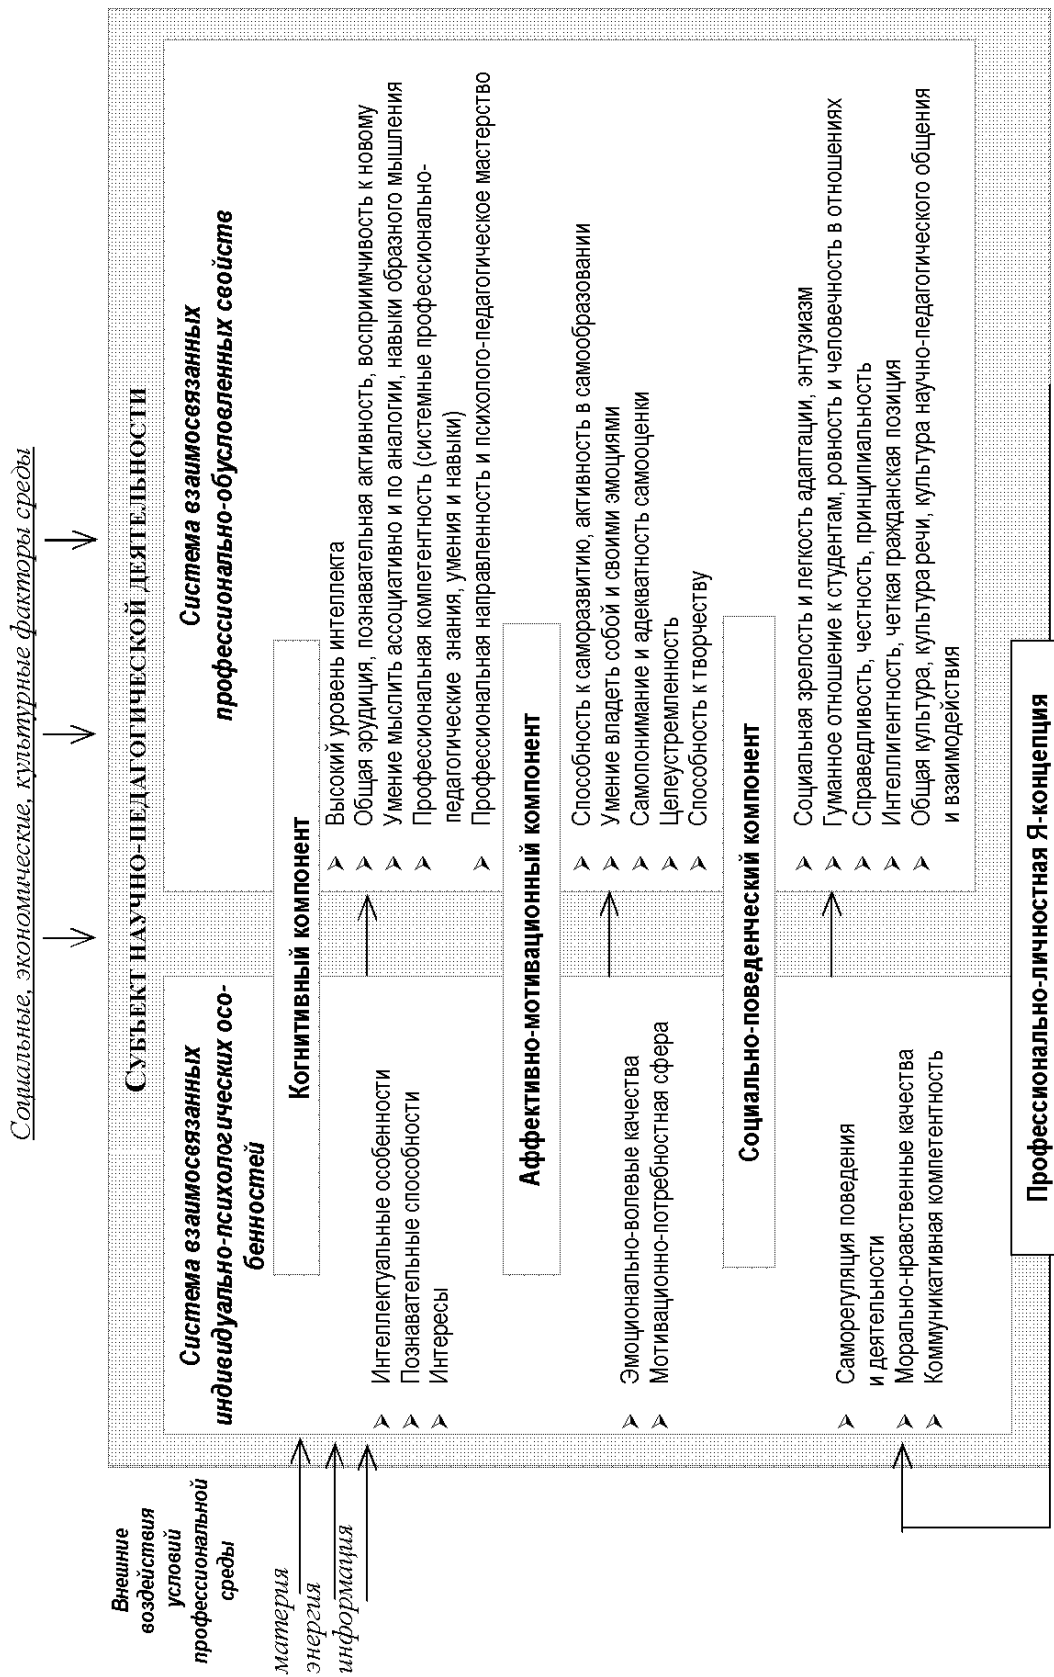 Социальные, экономические, культурные факторы среды
СУБЪЕКТ НАУЧНО-ПЕДАГОГИЧЕСКОЙ ДЕЯТЕЛЬНОСТИ
Внешние
воздействия
условий
профессиональной
среды
материя
энергия
информация
Система взаимосвязанных
индивидуально-психологических осо-
бенностей
Система взаимосвязанных
профессионально-обусловленных свойств
Когнитивный компонент
Интеллектуальные особенности
Познавательные способности
Интересы
Высокий уровень интеллекта
Общая эрудиция, познавательная активность, восприимчивость к новому
Умение мыслить ассоциативно и по аналогии, навыки образного мышления
Профессиональная компетентность (системные профессионально-
педагогические знания, умения и навыки)
Профессиональная направленность и психолого-педагогическое мастерство
Аффективно-мотивационный компонент
Эмоционально-волевые качества
Мотивационно-потребностная сфера
Способность к саморазвитию, активность в самообразовании
Умение владеть собой и своими эмоциями
Самопонимание и адекватность самооценки
Целеустремленность
Способность к творчеству
Социально-поведенческий компонент
Саморегуляция поведения
и деятельности
Морально-нравственные качества
Коммуникативная компетентность
Социальная зрелость и легкость адаптации, энтузиазм
Гуманное отношение к студентам, ровность и человечность в отношениях
Справедливость, честность, принципиальность
Интеллигентность, четкая гражданская позиция
Общая культура, культура речи, культура научно-педагогического общения
и взаимодействия
Профессионально-личностная Я-концепция